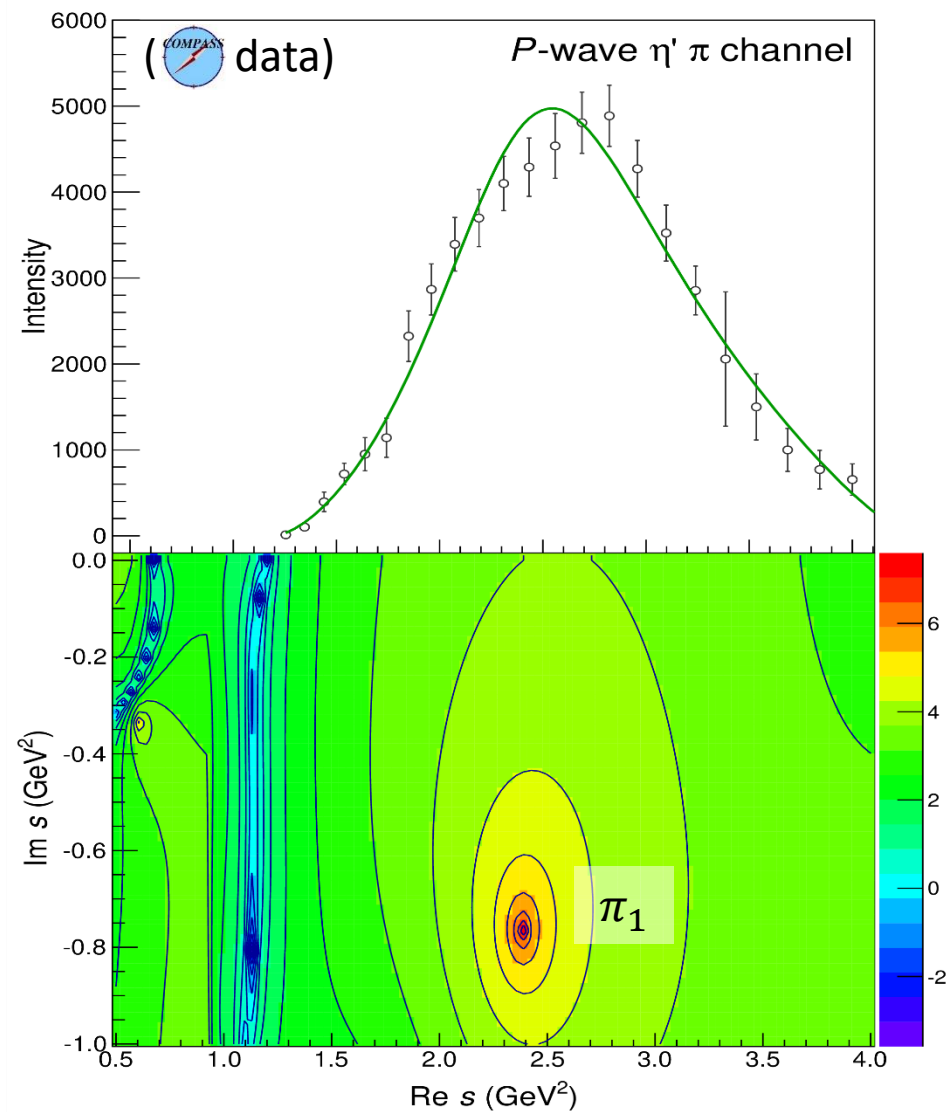 6000
(COMPASS data)
P-wave η' π channel
5000
4000
3000
2000
1000
0
Intensity
0.0
-0.2
-0.4
-0.6
-0.8
-1.0
Im s (GeV²)
π₁
6
4
2
0
-2
0.5 1.0 1.5 2.0 2.5 3.0 3.5 4.0
Re s (GeV²)